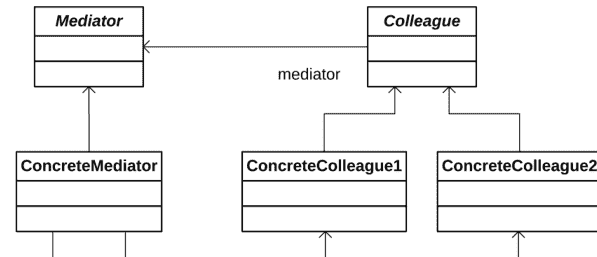 Mediator
Colleague
mediator
ConcreteMediator
ConcreteColleague1
ConcreteColleague2